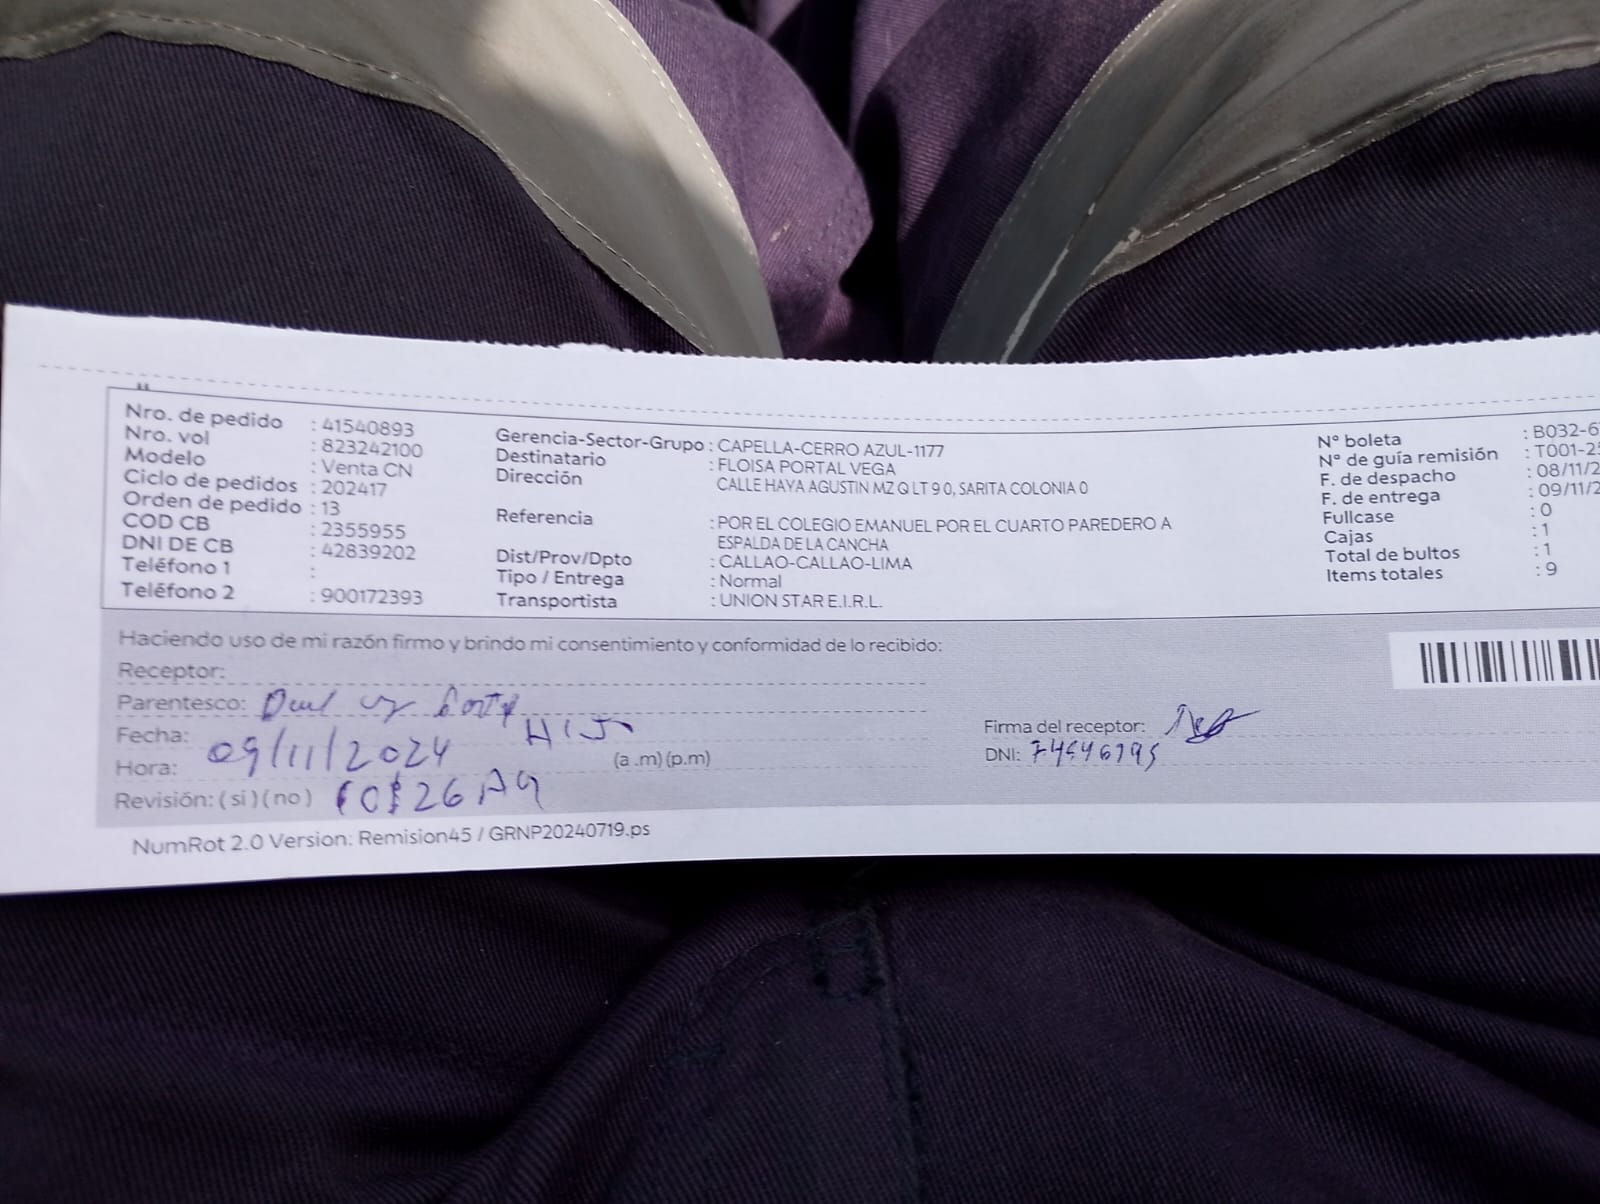 Nro. de pedido : 41540893
Nro. vol : 823242100
Modelo : Venta CN
Ciclo de pedidos : 202417
Orden de pedido : 13
COD CB : 2355955
DNI DE CB : 42839202
Teléfono 1 :
Teléfono 2 : 900172393
Gerencia-Sector-Grupo : CAPELLA-CERRO AZUL-1177
Destinatario : FLOISA PORTAL VEGA
Dirección CALLE HAYA AGUSTIN MZ Q LT 9 0, SARITA COLONIA 0
Referencia : POR EL COLEGIO EMANUEL POR EL CUARTO PAREDERO A
ESPALDA DE LA CANCHA
Dist/Prov/Dpto : CALLAO-CALLAO-LIMA
Tipo / Entrega : Normal
Transportista : UNION STAR E.I.R.L.
N° boleta : B032-6
N° de guía remisión : T001-2
F. de despacho : 08/11/2
F. de entrega : 09/11/2
Fullcase : 0
Cajas : 1
Total de bultos : 1
Items totales : 9
Haciendo uso de mi razón firmo y brindo mi consentimiento y conformidad de lo recibido:
Receptor:
Parentesco:
HIJO
Fecha: 09/11/2024
Hora: (a .m) (p.m)
Revisión: ( si ) ( no ) 10:26 AM
Firma del receptor:
DNI:
NumRot 2.0 Version: Remision45 / GRNP20240719.ps